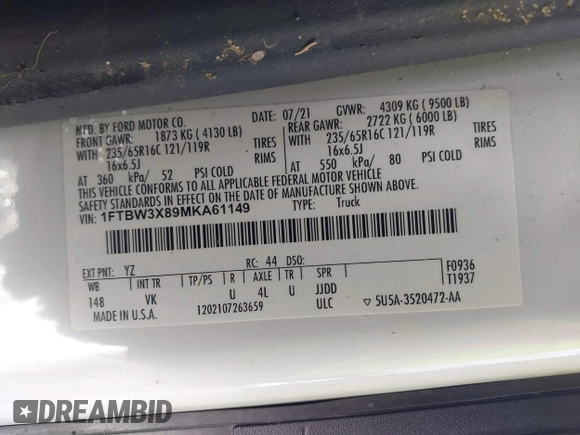 MFD. BY FORD MOTOR CO. DATE: 07/21 GVWR: 4309 KG ( 9500 LB)
FRONT GAWR: 1873 KG ( 4130 LB) REAR GAWR: 2722 KG ( 6000 LB)
WITH 235/65R16C 121/119R TIRES WITH 235/65R16C 121/119R TIRES
16x6.5J RIMS 16x6.5J RIMS
AT 360 kPa/ 52 PSI COLD AT 550 kPa/ 80 PSI COLD
THIS VEHICLE CONFORMS TO ALL APPLICABLE FEDERAL MOTOR VEHICLE
SAFETY STANDARDS IN EFFECT ON THE DATE OF MANUFACTURE SHOWN ABOVE.
VIN: 1FTBW3X89MKA61149 TYPE: Truck
EXT PNT: YZ RC: 44 DSO: F0936
WB INT TR TP/PS R AXLE TR SPR T1937
148 VK U 4L U JJDD
MADE IN U.S.A. 1202107263659 ULC ▽ 5U5A-3520472-AA
DREAMBID